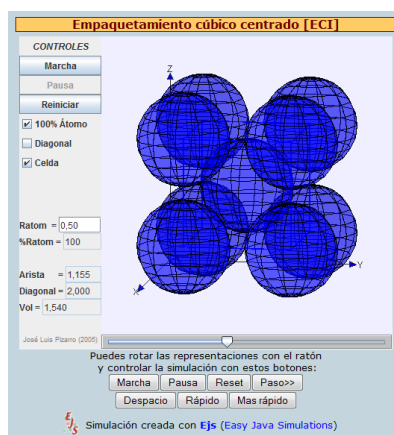 Empaquetamiento cúbico centrado [ECI]
CONTROLES
Marcha
Pausa
Reiniciar
100% Átomo
Diagonal
Celda
Ratom = 0,50
%Ratom = 100
Arista = 1,155
Diagonal = 2,000
Vol = 1,540
José Luis Pizarro (2005)
Z
Y
X
Puedes rotar las representaciones con el ratón
y controlar la simulación con estos botones:
Marcha Pausa Reset Paso>>
Despacio Rápido Mas rápido
Ejs Simulación creada con Ejs (Easy Java Simulations)